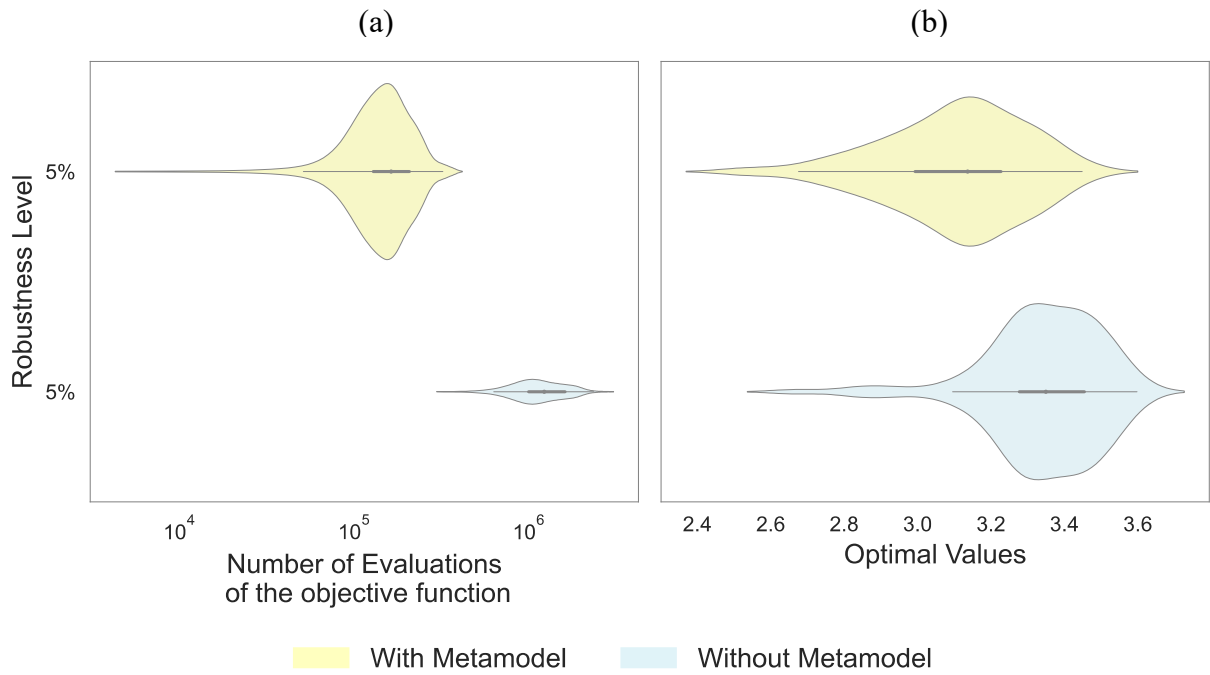 (a)
(b)
Robustness Level
5%
5%
10^4 10^5 10^6
2.4 2.6 2.8 3.0 3.2 3.4 3.6
Number of Evaluations
of the objective function
Optimal Values
With Metamodel
Without Metamodel